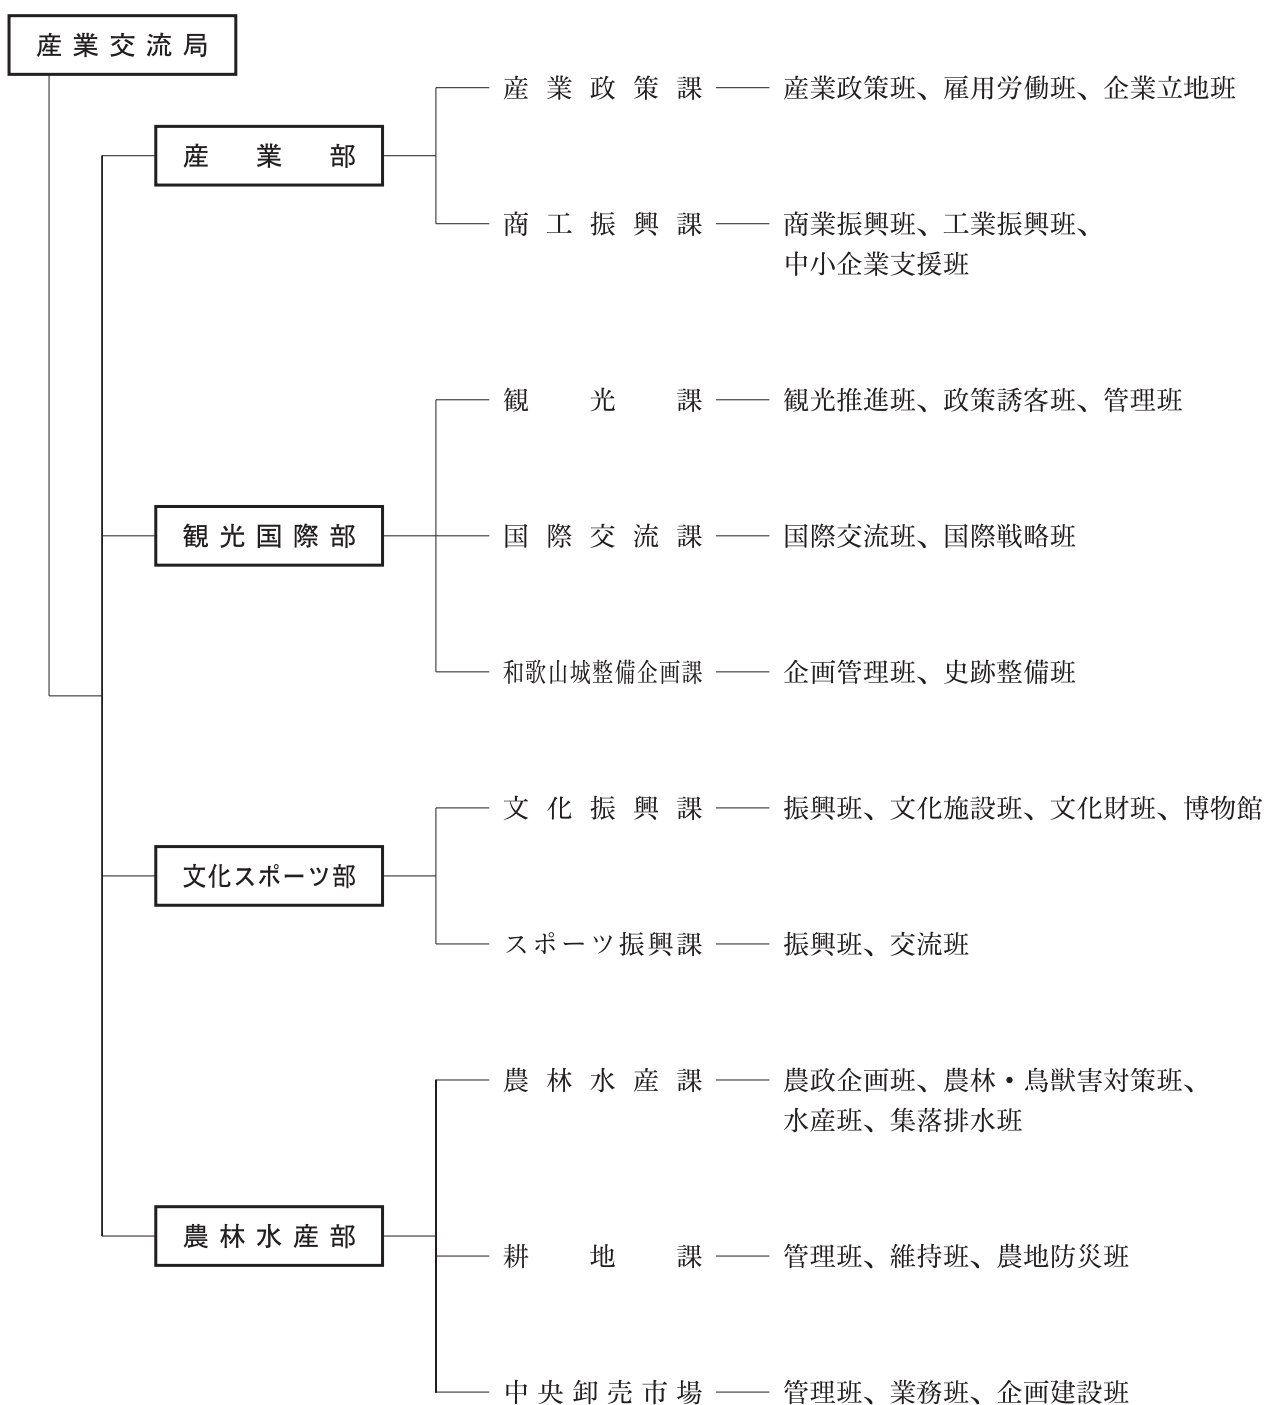 産業交流局
産業政策課 産業政策班、雇用労働班、企業立地班
産業部
商工振興課 商業振興班、工業振興班、
中小企業支援班
観光課 観光推進班、政策誘客班、管理班
観光国際部 国際交流課 国際交流班、国際戦略班
和歌山城整備企画課 企画管理班、史跡整備班
文化振興課 振興班、文化施設班、文化財班、博物館
文化スポーツ部
スポーツ振興課 振興班、交流班
農林水産課 農政企画班、農林・鳥獣害対策班、
水産班、集落排水班
農林水産部
耕地課 管理班、維持班、農地防災班
中央卸売市場 管理班、業務班、企画建設班